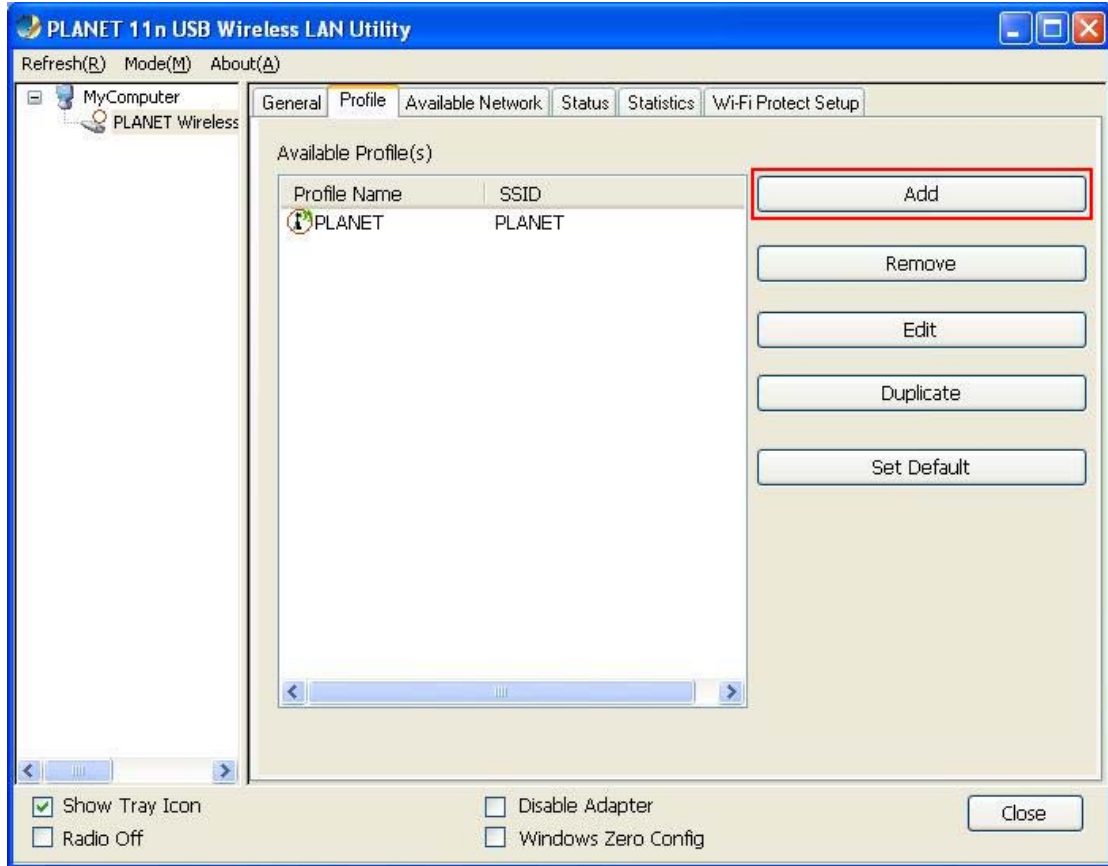 PLANET 11n USB Wireless LAN Utility
Refresh(R) Mode(M) About(A)
MyComputer
PLANET Wireless
General Profile Available Network Status Statistics Wi-Fi Protect Setup
Available Profile(s)
Profile Name SSID
PLANET PLANET
Add
Remove
Edit
Duplicate
Set Default
Show Tray Icon
Radio Off
Disable Adapter
Windows Zero Config
Close